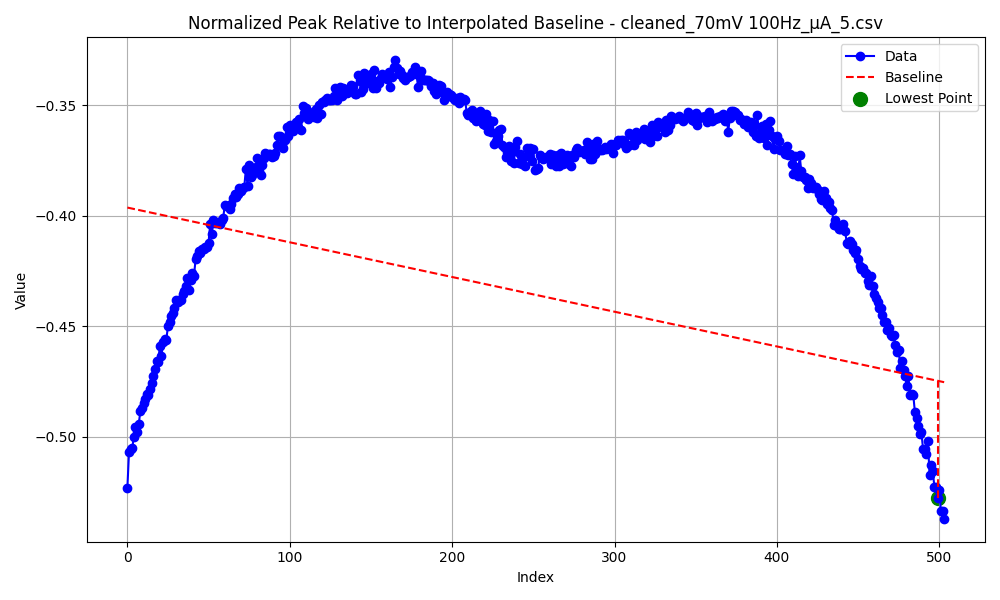 Normalized Peak Relative to Interpolated Baseline - cleaned_70mV 100Hz_μA_5.csv
Data
Baseline
Lowest Point
Value
−0.35
−0.40
−0.45
−0.50
0
100
200
300
400
500
Index